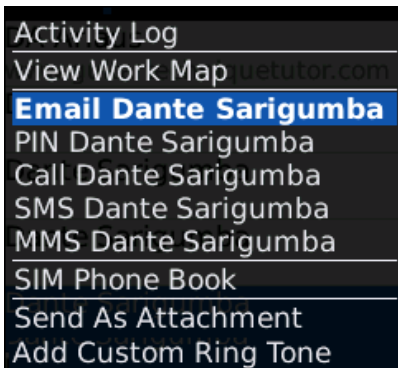 Activity Log
View Work Map
Email Dante Sarigumba
PIN Dante Sarigumba
Call Dante Sarigumba
SMS Dante Sarigumba
MMS Dante Sarigumba
SIM Phone Book
Send As Attachment
Add Custom Ring Tone